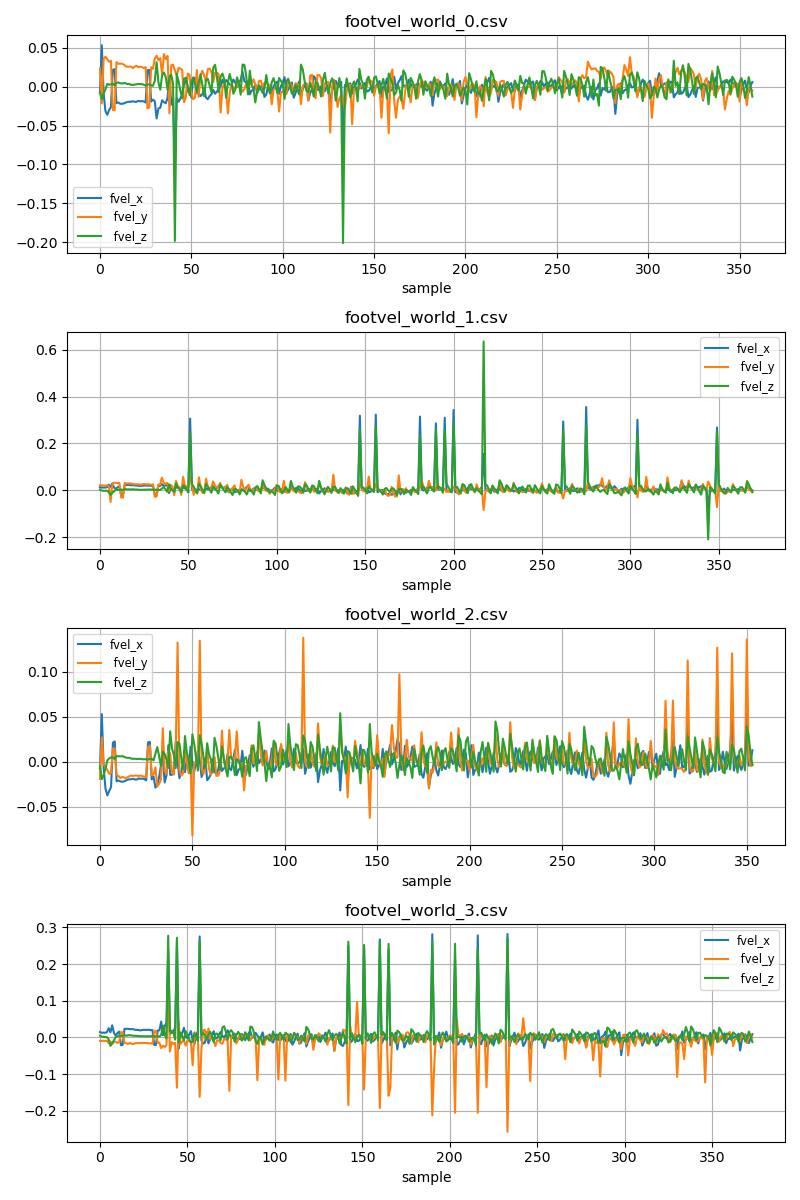 footvel_world_0.csv
0.05
0.00
−0.05
−0.10
−0.15
−0.20
fvel_x
fvel_y
fvel_z
0 50 100 150 200 250 300 350
sample
footvel_world_1.csv
0.6
0.4
0.2
0.0
−0.2
fvel_x
fvel_y
fvel_z
0 50 100 150 200 250 300 350
sample
footvel_world_2.csv
0.10
0.05
0.00
−0.05
fvel_x
fvel_y
fvel_z
0 50 100 150 200 250 300 350
sample
footvel_world_3.csv
0.3
0.2
0.1
0.0
−0.1
−0.2
fvel_x
fvel_y
fvel_z
0 50 100 150 200 250 300 350
sample